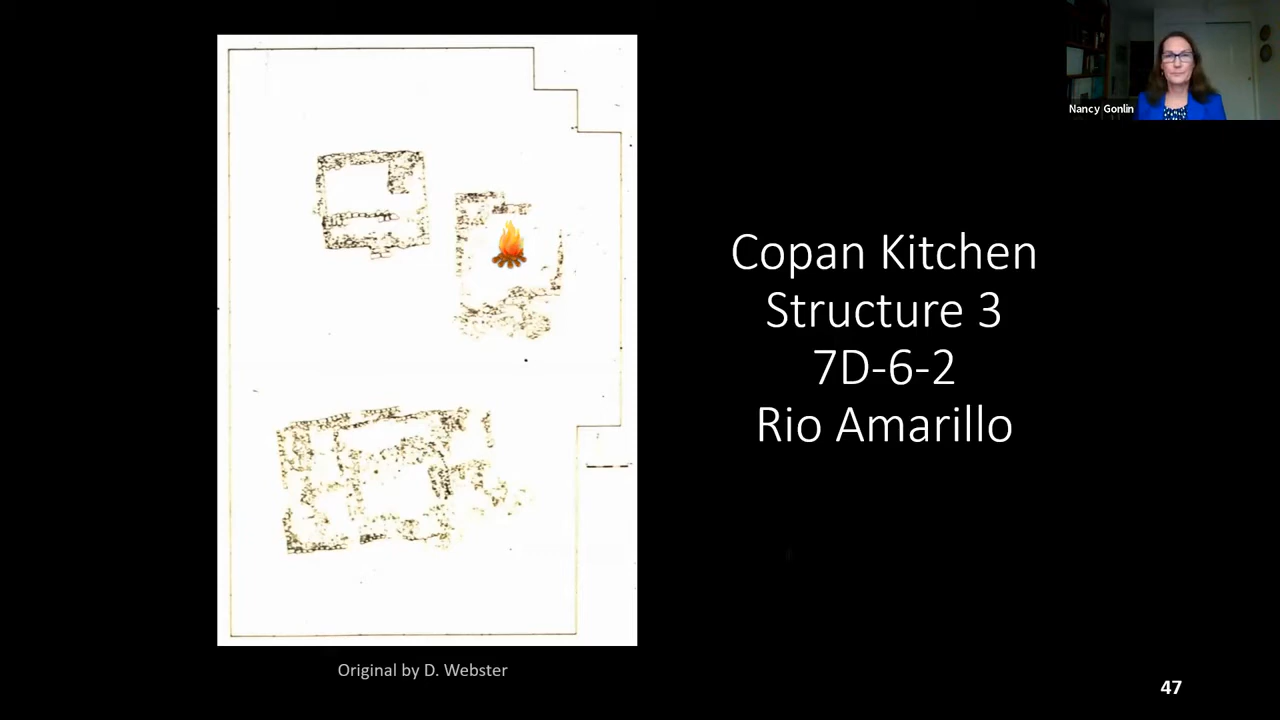 Nancy Gonlin
Copan Kitchen
Structure 3
7D-6-2
Rio Amarillo
Original by D. Webster
47